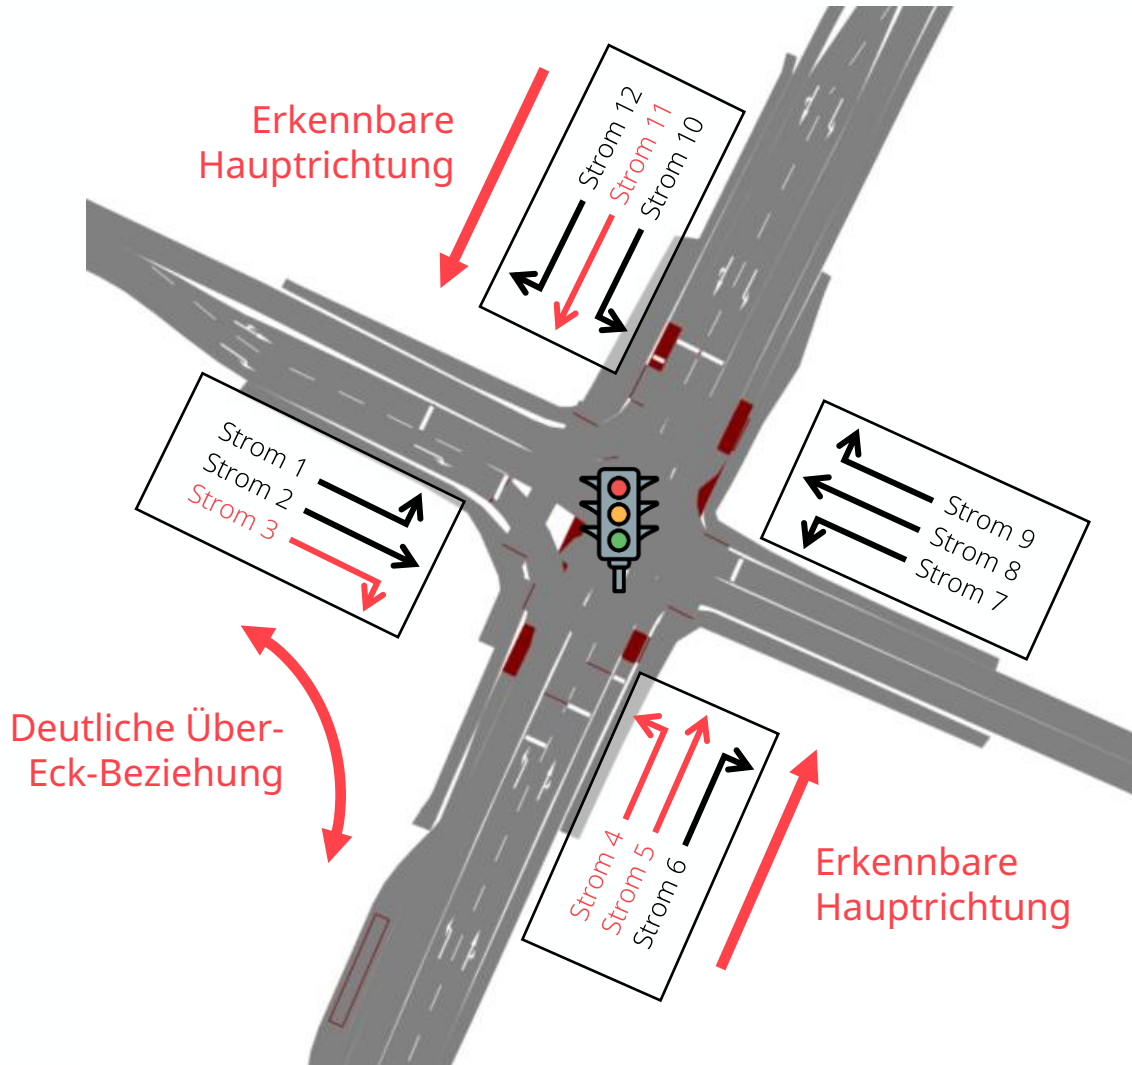 Erkennbare
Hauptrichtung
Strom 12
Strom 11
Strom 10
Strom 1
Strom 2
Strom 3
Strom 9
Strom 8
Strom 7
Deutliche Über-
Eck-Beziehung
Strom 4
Strom 5
Strom 6
Erkennbare
Hauptrichtung